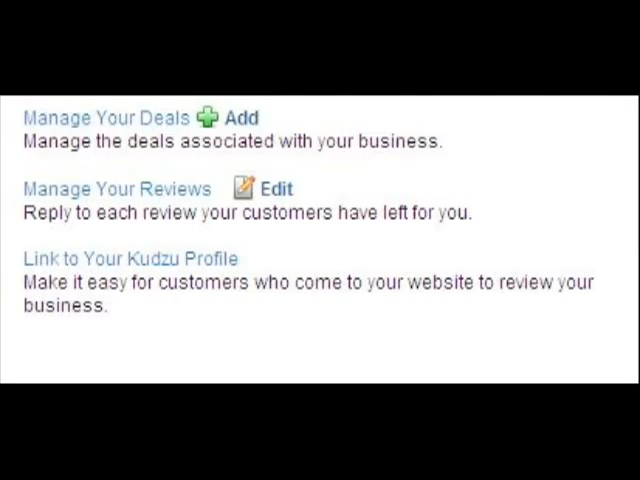 Manage Your Deals Add
Manage the deals associated with your business.
Manage Your Reviews Edit
Reply to each review your customers have left for you.
Link to Your Kudzu Profile
Make it easy for customers who come to your website to review your
business.